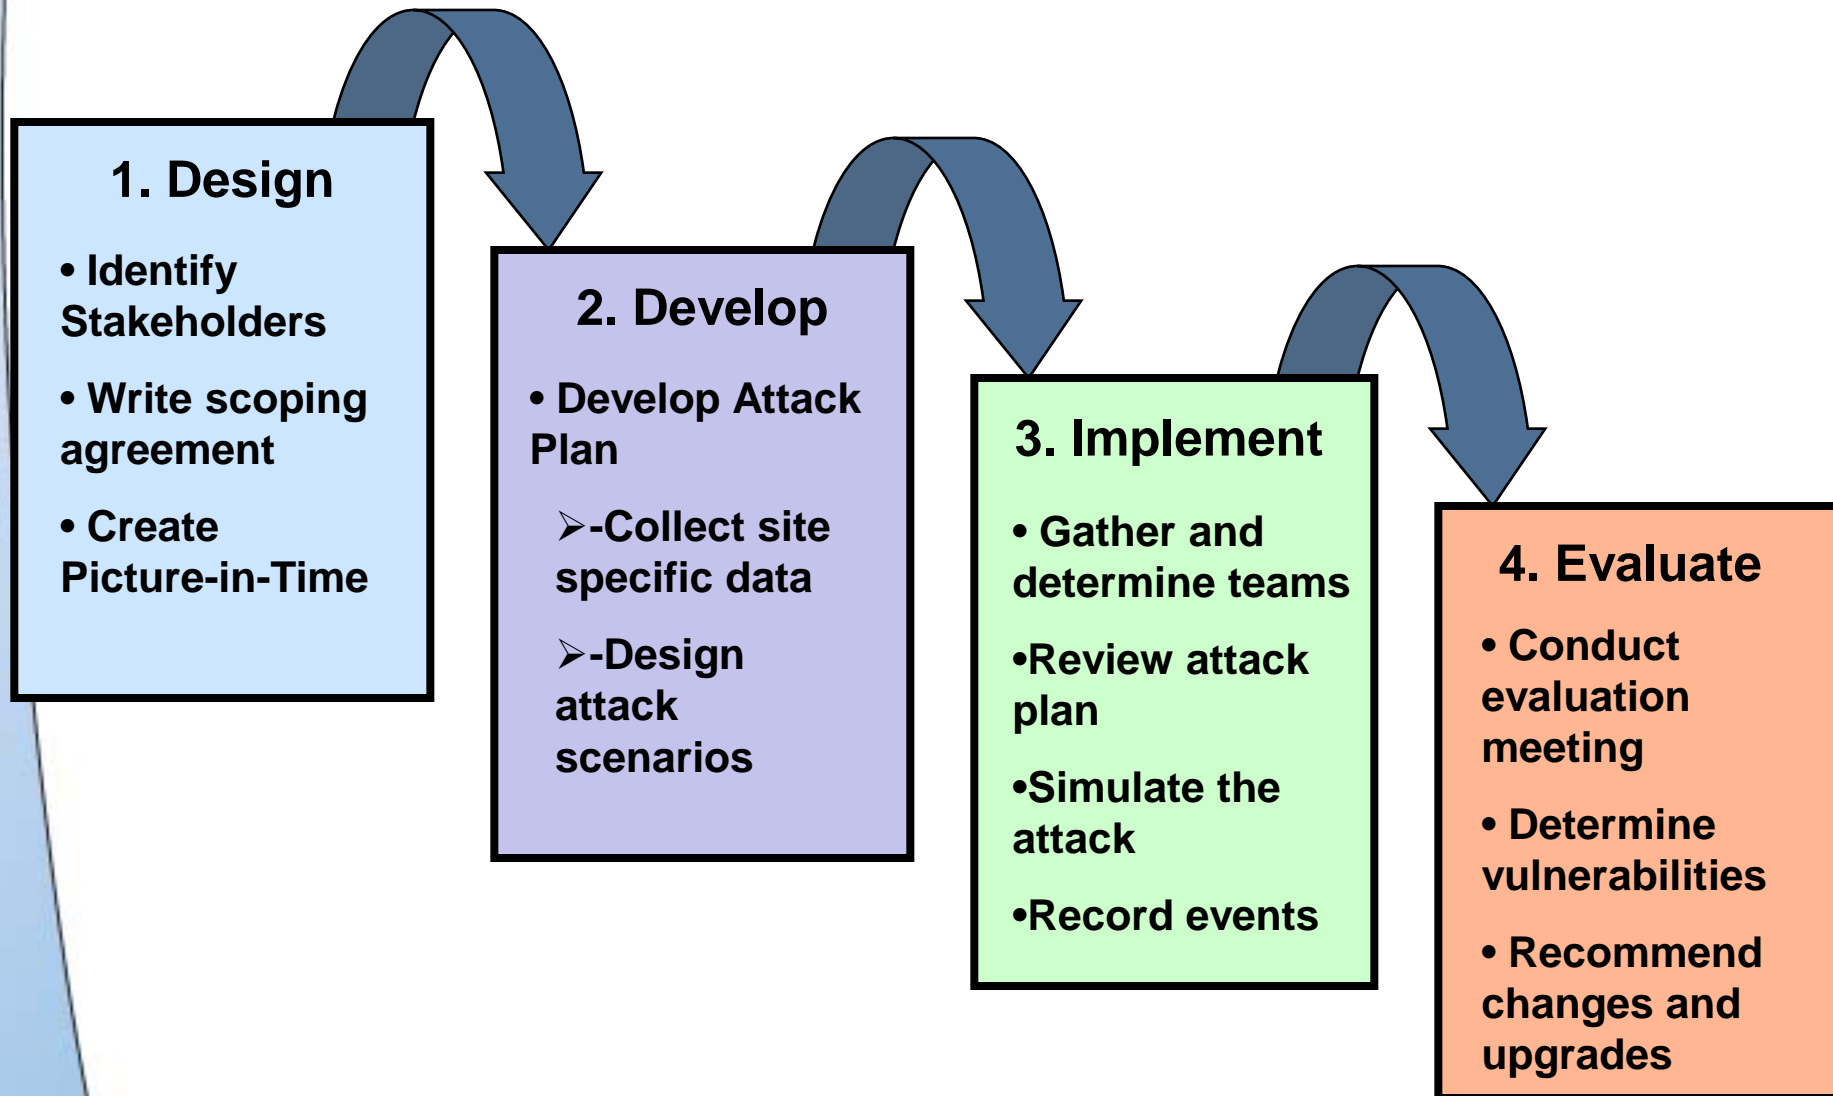 1. Design
• Identify
Stakeholders
• Write scoping
agreement
• Create
Picture-in-Time
2. Develop
• Develop Attack
Plan
➢-Collect site
specific data
➢-Design
attack
scenarios
3. Implement
• Gather and
determine teams
•Review attack
plan
•Simulate the
attack
•Record events
4. Evaluate
• Conduct
evaluation
meeting
• Determine
vulnerabilities
• Recommend
changes and
upgrades